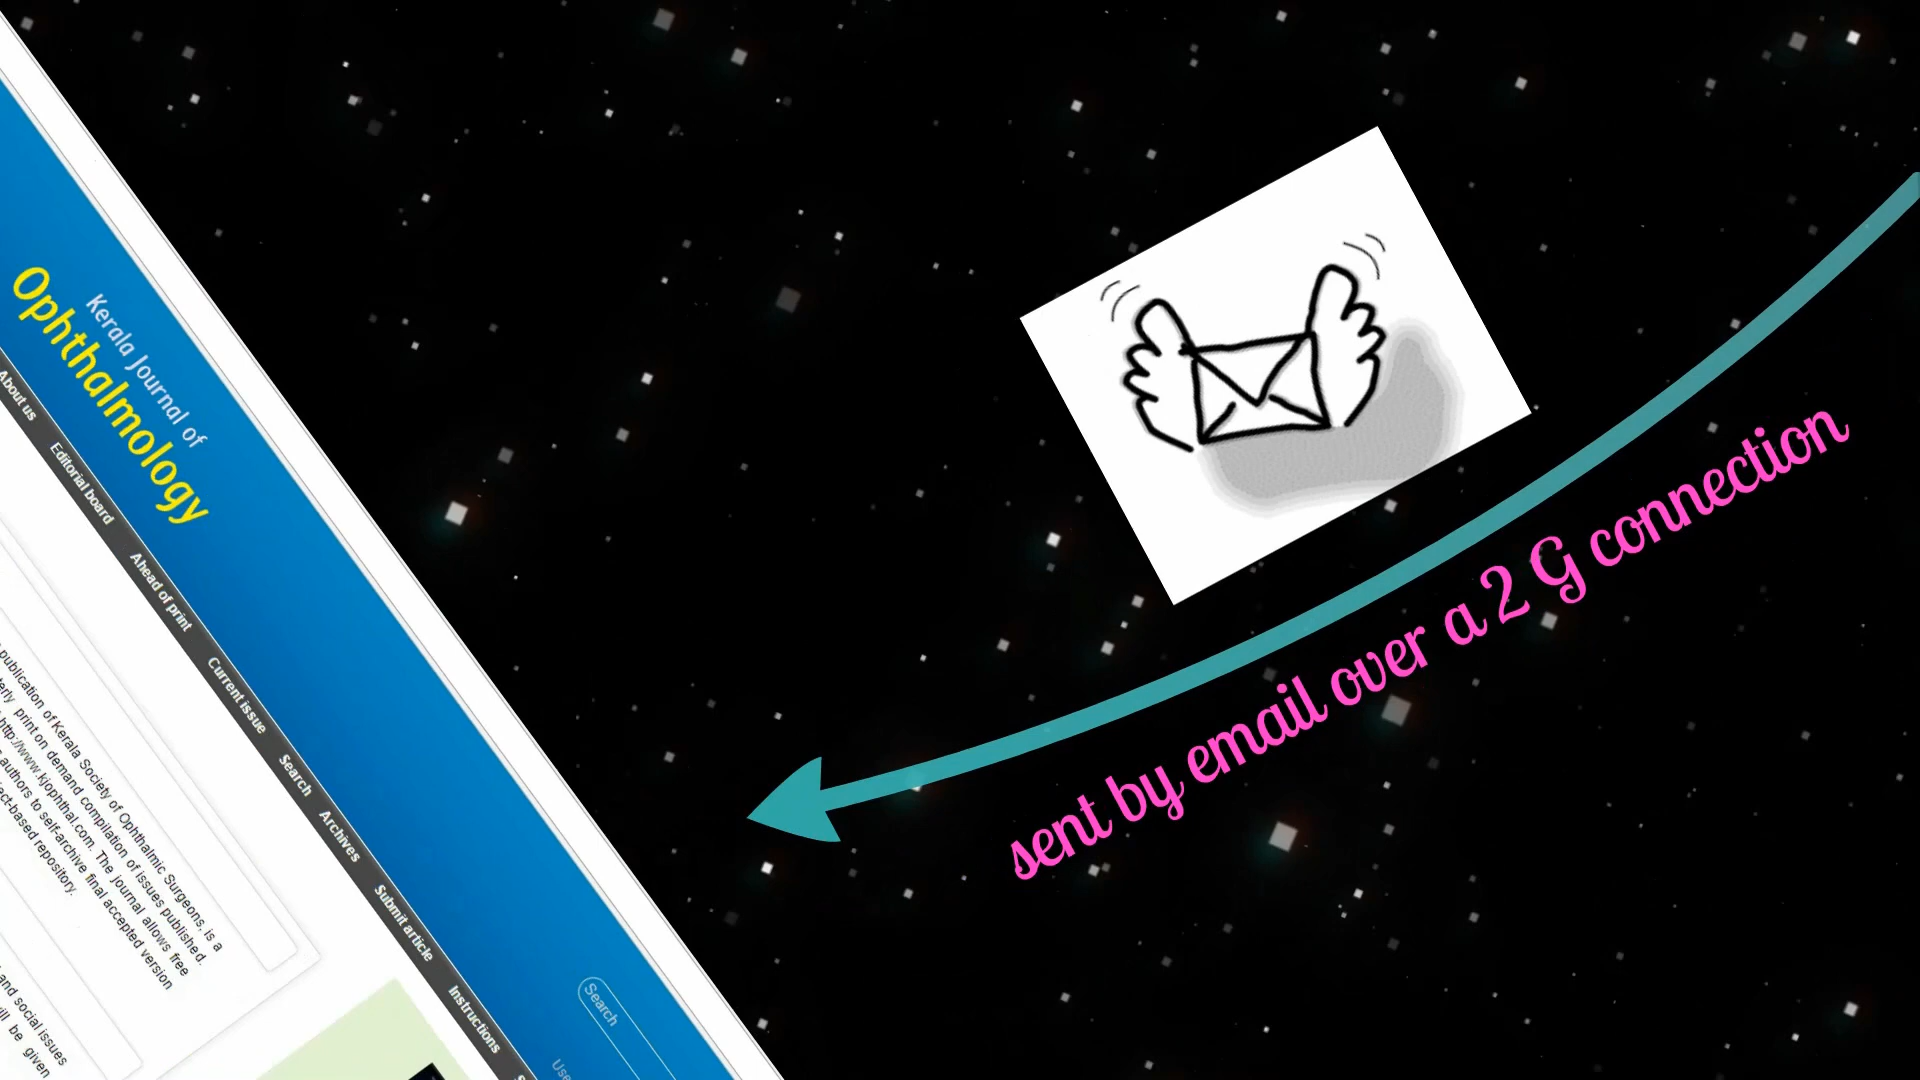 Kerala Journal of
Ophthalmology
About us
Editorial board
Ahead of print
Current issue
Search
Archives
Submit article
Instructions
Search
publication of Kerala Society of Ophthalmic Surgeons, is a
print on demand compilation of issues published.
http://www.kjophthal.com. The journal allows free
authors to self-archive final accepted version
repository.
and social issues
be given
sent by email over a 2 G connection